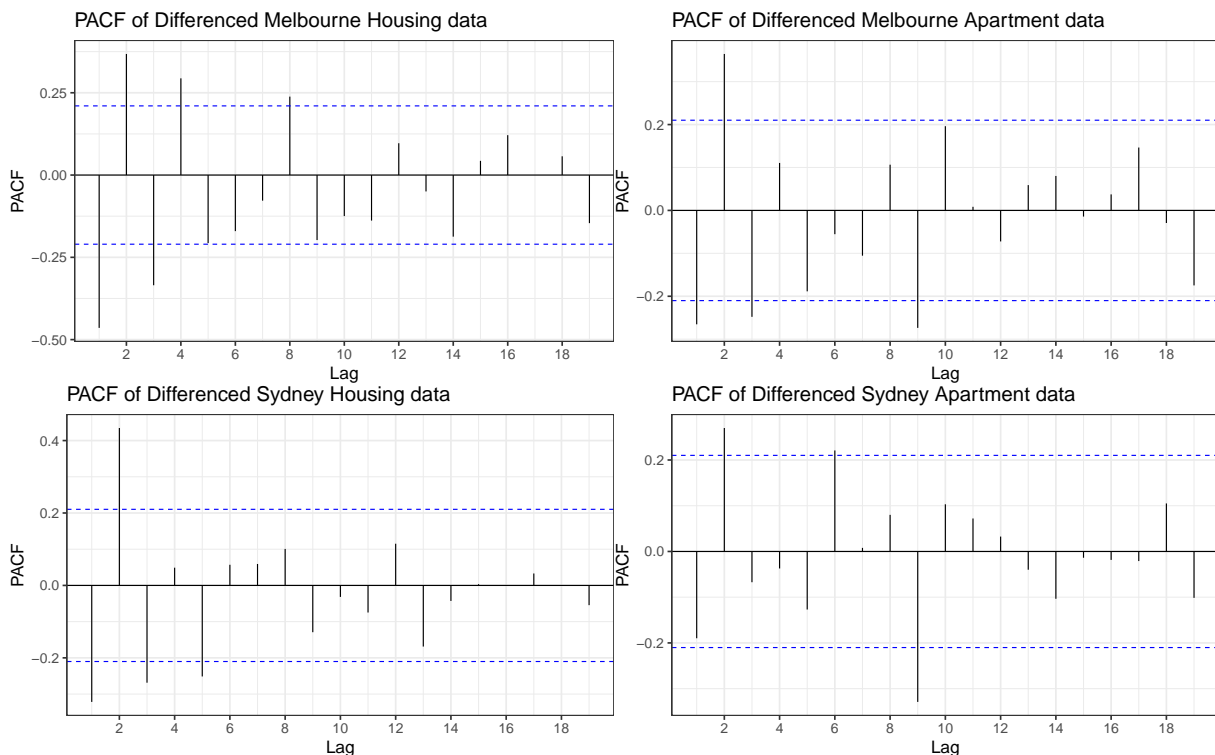 PACF of Differenced Melbourne Housing data
PACF
0.25
0.00
−0.25
−0.50
2 4 6 8 10 12 14 16 18
Lag
PACF of Differenced Melbourne Apartment data
PACF
0.2
0.0
−0.2
2 4 6 8 10 12 14 16 18
Lag
PACF of Differenced Sydney Housing data
PACF
0.4
0.2
0.0
−0.2
2 4 6 8 10 12 14 16 18
Lag
PACF of Differenced Sydney Apartment data
PACF
0.2
0.0
−0.2
2 4 6 8 10 12 14 16 18
Lag